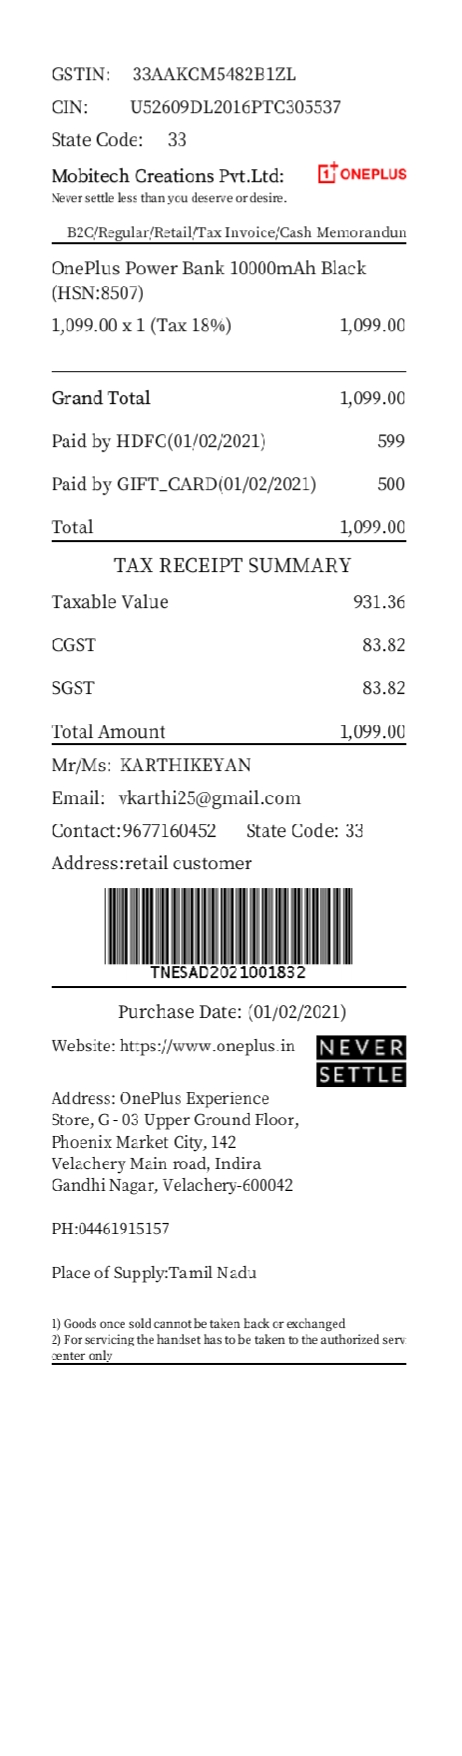 GSTIN: 33AAKCM5482B1ZL
CIN: U52609DL2016PTC305537
State Code: 33
Mobitech Creations Pvt.Ltd: ONEPLUS
Never settle less than you deserve or desire.
B2C/Regular/Retail/Tax Invoice/Cash Memorandun
OnePlus Power Bank 10000mAh Black
(HSN:8507)
1,099.00 x 1 (Tax 18%) 1,099.00
Grand Total 1,099.00
Paid by HDFC(01/02/2021) 599
Paid by GIFT_CARD(01/02/2021) 500
Total 1,099.00
TAX RECEIPT SUMMARY
Taxable Value 931.36
CGST 83.82
SGST 83.82
Total Amount 1,099.00
Mr/Ms: KARTHIKEYAN
Email: vkarthi25@gmail.com
Contact:9677160452 State Code: 33
Address:retail customer
TNESAD2021001832
Purchase Date: (01/02/2021)
Website: https://www.oneplus.in NEVER
SETTLE
Address: OnePlus Experience
Store, G - 03 Upper Ground Floor,
Phoenix Market City, 142
Velachery Main road, Indira
Gandhi Nagar, Velachery-600042
PH:04461915157
Place of Supply:Tamil Nadu
1) Goods once sold cannot be taken back or exchanged
2) For servicing the handset has to be taken to the authorized serv
center only